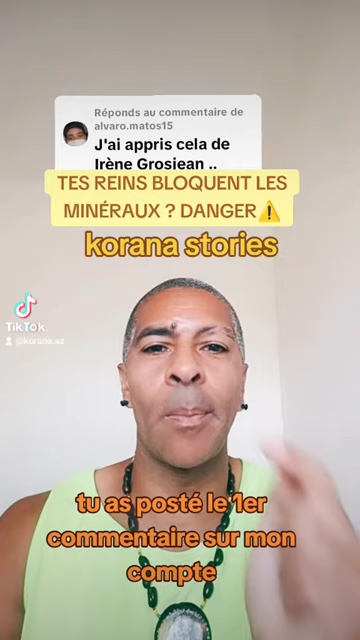 Réponds au commentaire de
alvaro.matos15
J'ai appris cela de
Irène Grosjean ..
TES REINS BLOQUENT LES
MINÉRAUX ? DANGER⚠️
korana stories
TikTok
@korana.az
tu as posté le 1er
commentaire sur mon
compte